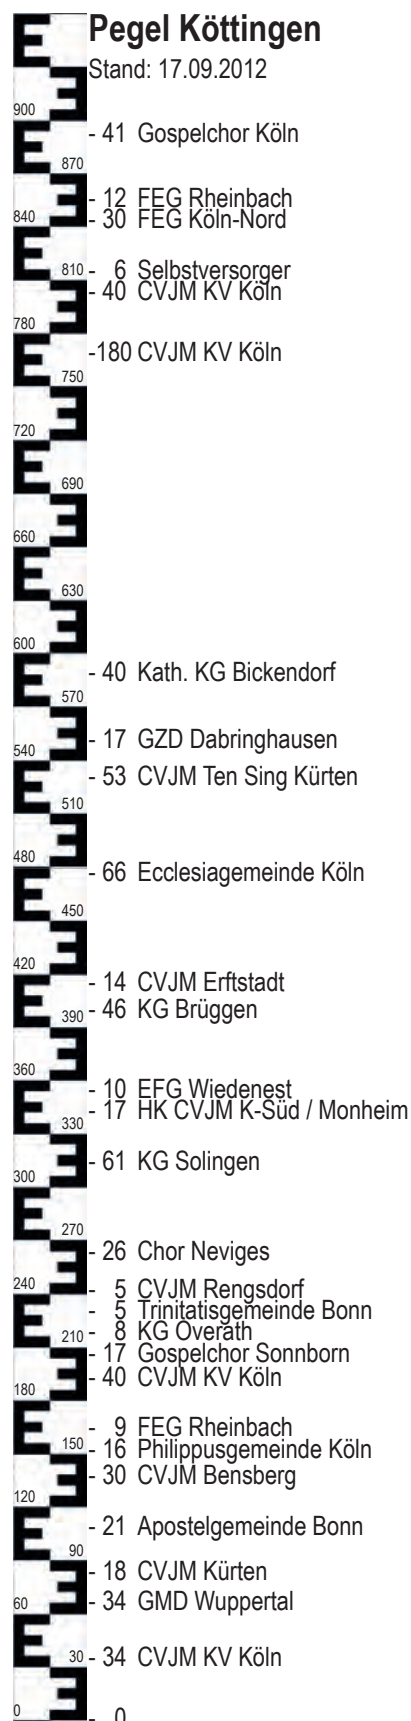 Pegel Köttingen
Stand: 17.09.2012
900
- 41 Gospelchor Köln
870
- 12 FEG Rheinbach
840
- 30 FEG Köln-Nord
810
- 6 Selbstversorger
- 40 CVJM KV Köln
780
-180 CVJM KV Köln
750
720
690
660
630
600
- 40 Kath. KG Bickendorf
570
- 17 GZD Dabringhausen
540
- 53 CVJM Ten Sing Kürten
510
480
- 66 Ecclesiagemeinde Köln
450
420
- 14 CVJM Erftstadt
- 46 KG Brüggen
390
360
- 10 EFG Wiedenest
- 17 HK CVJM K-Süd / Monheim
330
- 61 KG Solingen
300
270
- 26 Chor Neviges
240
- 5 CVJM Rengsdorf
- 5 Trinitatisgemeinde Bonn
210
- 8 KG Overath
- 17 Gospelchor Sonnborn
- 40 CVJM KV Köln
180
- 9 FEG Rheinbach
150
- 16 Philippusgemeinde Köln
- 30 CVJM Bensberg
120
- 21 Apostelgemeinde Bonn
90
- 18 CVJM Kürten
60
- 34 GMD Wuppertal
30
- 34 CVJM KV Köln
0
- 0